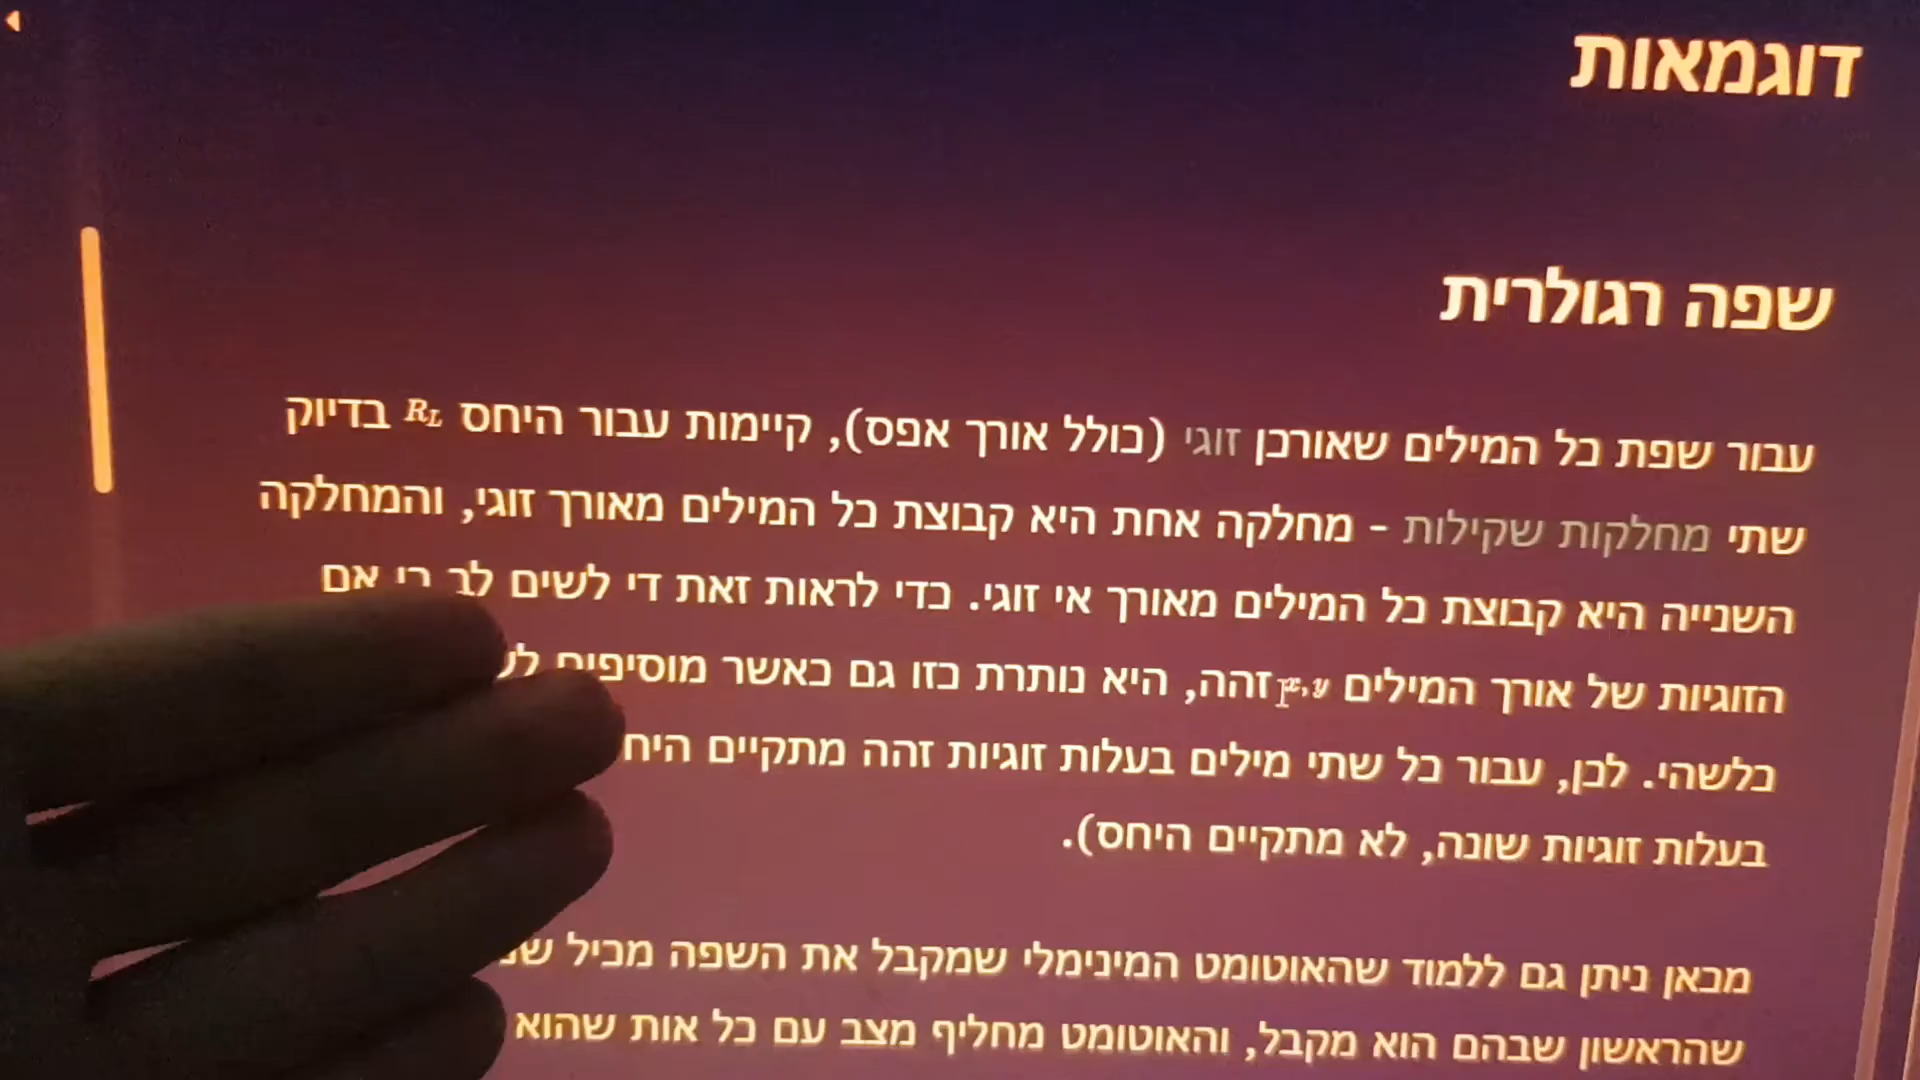 דוגמאות
שפה רגולרית
עבור שפת כל המילים שאורכן זוגי (כולל אורך אפס), קיימות עבור היחס R_L בדיוק
שתי מחלקות שקילות - מחלקה אחת היא קבוצת כל המילים מאורך זוגי, והמחלקה
השנייה היא קבוצת כל המילים מאורך אי זוגי. כדי לראות זאת די לשים לב כי אם
הזוגיות של אורך המילים x,y זהה, היא נותרת כזו גם כאשר מוסיפים
כלשהי. לכן, עבור כל שתי מילים בעלות זוגיות זהה מתקיים
בעלות זוגיות שונה, לא מתקיים היחס).
מכאן ניתן גם ללמוד שהאוטומט המינימלי שמקבל את השפה מכיל
שהראשון שבהם הוא מקבל, והאוטומט מחליף מצב עם כל אות שהוא